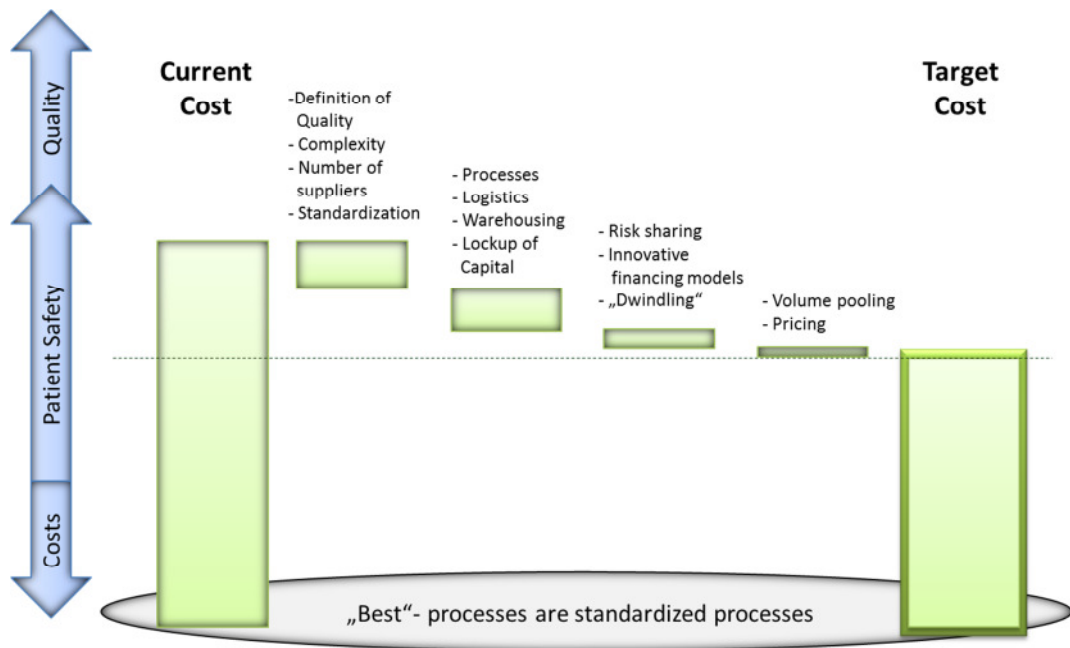 Quality
Patient Safety
Costs
Current
Cost
-Definition of
Quality
- Complexity
- Number of
suppliers
- Standardization
- Processes
- Logistics
- Warehousing
- Lockup of
Capital
- Risk sharing
- Innovative
financing models
- „Dwindling“
- Volume pooling
- Pricing
Target
Cost
„Best“- processes are standardized processes